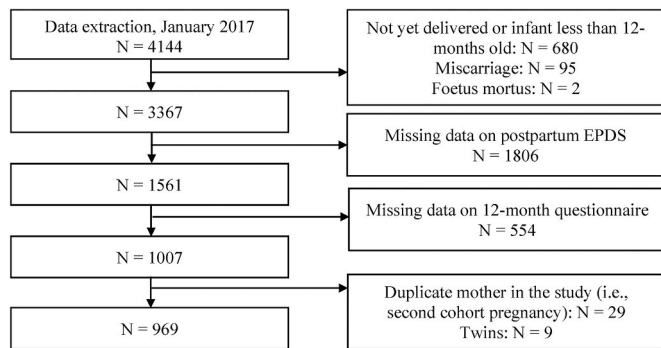 Data extraction, January 2017
N = 4144
Not yet delivered or infant less than 12-
months old: N = 680
Miscarriage: N = 95
Foetus mortus: N = 2
N = 3367
Missing data on postpartum EPDS
N = 1806
N = 1561
Missing data on 12-month questionnaire
N = 554
N = 1007
Duplicate mother in the study (i.e.,
second cohort pregnancy): N = 29
Twins: N = 9
N = 969